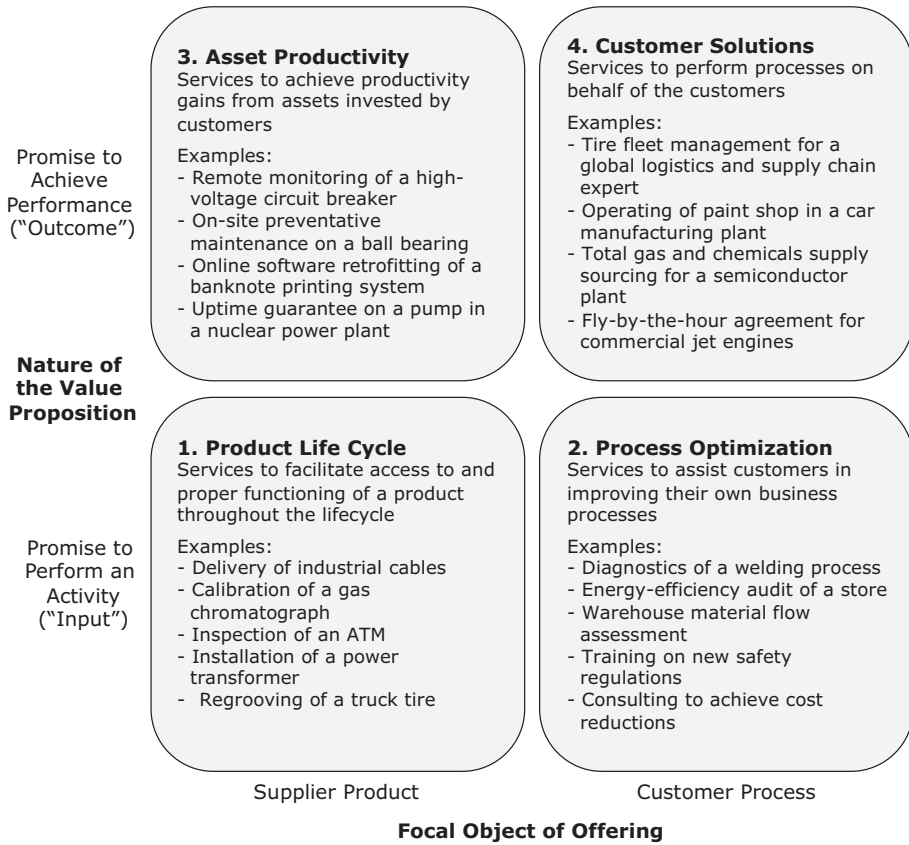 3. Asset Productivity
Services to achieve productivity
gains from assets invested by
customers
Examples:
- Remote monitoring of a high-
voltage circuit breaker
- On-site preventative
maintenance on a ball bearing
- Online software retrofitting of a
banknote printing system
- Uptime guarantee on a pump in
a nuclear power plant
4. Customer Solutions
Services to perform processes on
behalf of the customers
Examples:
- Tire fleet management for a
global logistics and supply chain
expert
- Operating of paint shop in a car
manufacturing plant
- Total gas and chemicals supply
sourcing for a semiconductor
plant
- Fly-by-the-hour agreement for
commercial jet engines
Promise to
Achieve
Performance
(“Outcome”)
Nature of
the Value
Proposition
1. Product Life Cycle
Services to facilitate access to and
proper functioning of a product
throughout the lifecycle
Examples:
- Delivery of industrial cables
- Calibration of a gas
chromatograph
- Inspection of an ATM
- Installation of a power
transformer
- Regrooving of a truck tire
2. Process Optimization
Services to assist customers in
improving their own business
processes
Examples:
- Diagnostics of a welding process
- Energy-efficiency audit of a store
- Warehouse material flow
assessment
- Training on new safety
regulations
- Consulting to achieve cost
reductions
Promise to
Perform an
Activity
(“Input”)
Supplier Product
Customer Process
Focal Object of Offering